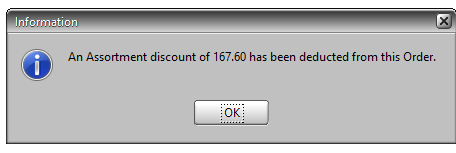 Information
An Assortment discount of 167.60 has been deducted from this Order.
OK